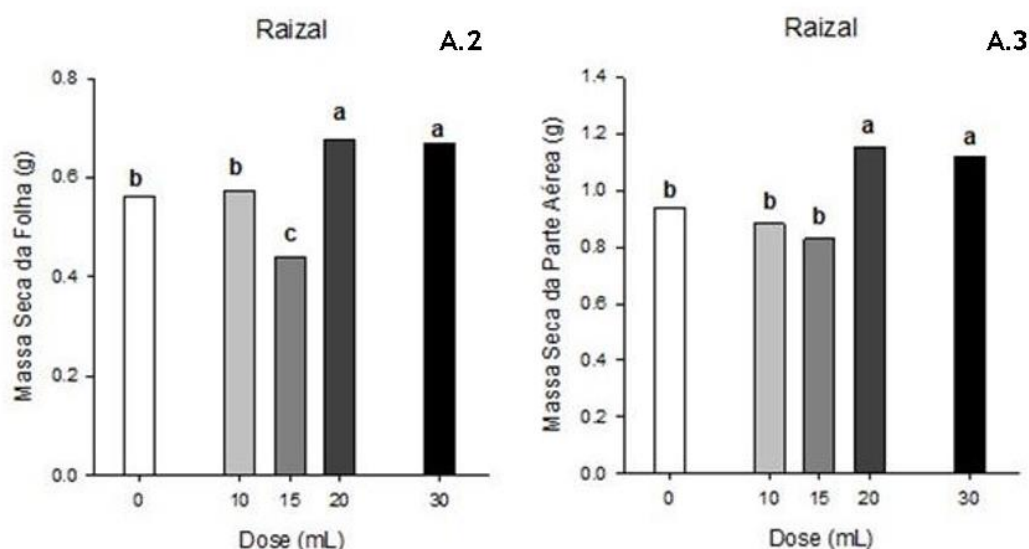 Raizal
A.2
Massa Seca da Folha (g)
0.8
0.6
0.4
0.2
0.0
b
b
c
a
a
0
10
15
20
30
Dose (mL)
Raizal
A.3
Massa Seca da Parte Aérea (g)
1.4
1.2
1.0
0.8
0.6
0.4
0.2
0.0
b
b
b
a
a
0
10
15
20
30
Dose (mL)